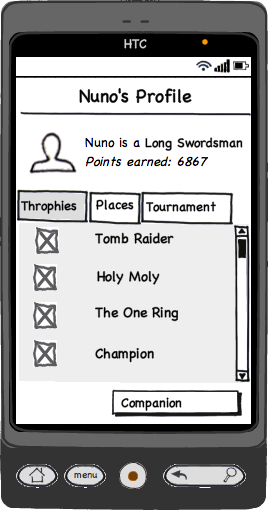 HTC
Nuno's Profile
Nuno is a Long Swordsman
Points earned: 6867
Throphies Places Tournament
Tomb Raider
Holy Moly
The One Ring
Champion
Companion
menu